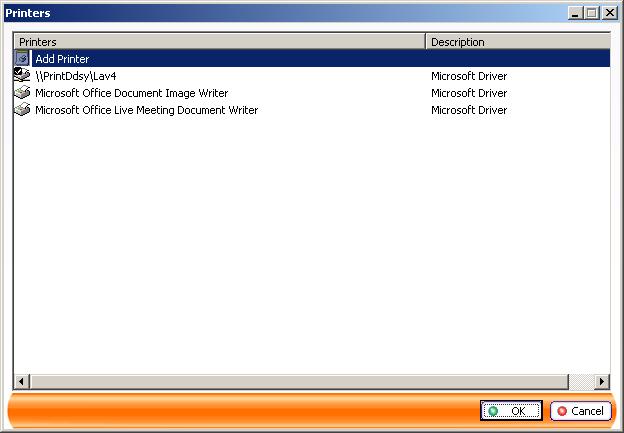 Printers
Printers Description
Add Printer
\\PrintDdsy\Lav4 Microsoft Driver
Microsoft Office Document Image Writer Microsoft Driver
Microsoft Office Live Meeting Document Writer Microsoft Driver
OK Cancel